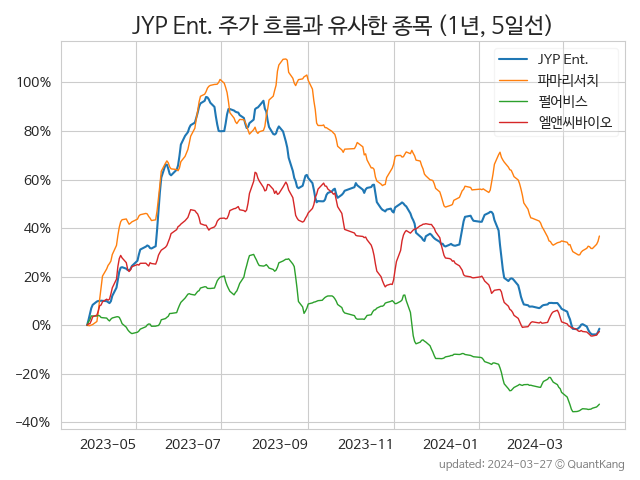 JYP Ent. 주가 흐름과 유사한 종목 (1년, 5일선)
JYP Ent.
파마리서치
펄어비스
엘앤씨바이오
100%
80%
60%
40%
20%
0%
−20%
−40%
2023-05 2023-07 2023-09 2023-11 2024-01 2024-03
updated: 2024-03-27 © QuantKang